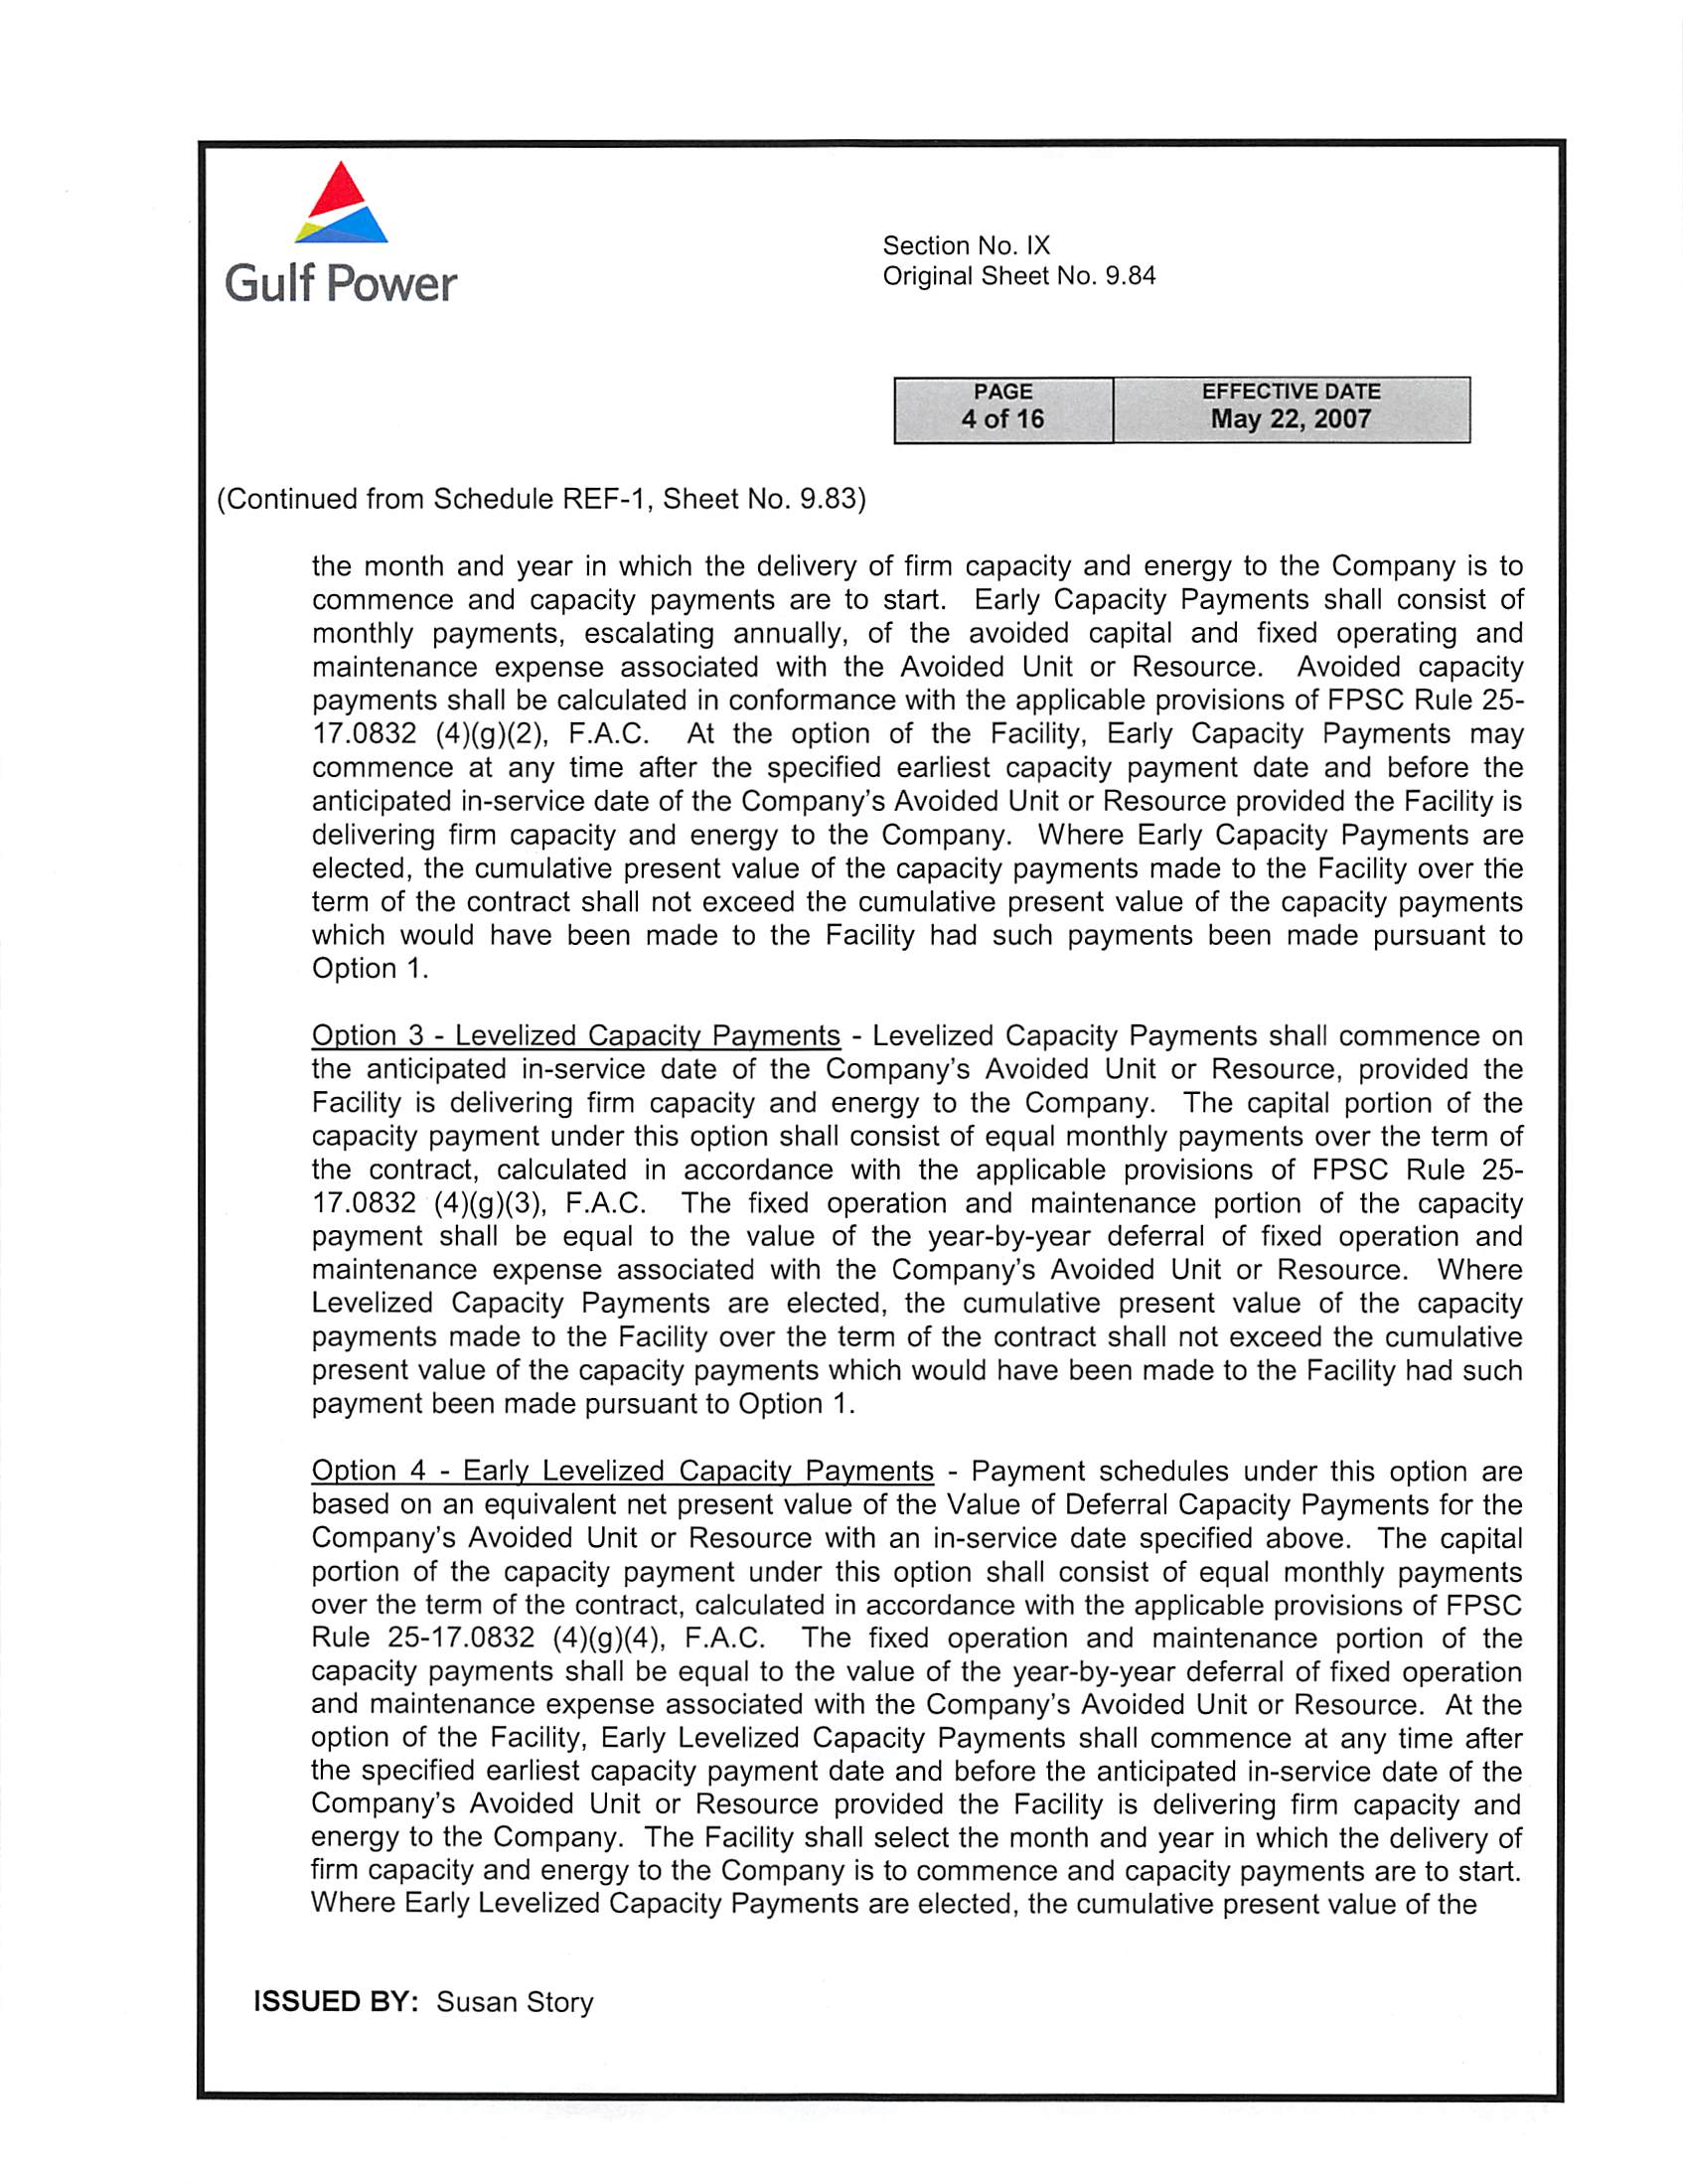 Gulf Power
Section No. IX
Original Sheet No. 9.84
PAGE
4 of 16
EFFECTIVE DATE
May 22, 2007
(Continued from Schedule REF-1, Sheet No. 9.83)
the month and year in which the delivery of firm capacity and energy to the Company is to
commence and capacity payments are to start. Early Capacity Payments shall consist of
monthly payments, escalating annually, of the avoided capital and fixed operating and
maintenance expense associated with the Avoided Unit or Resource. Avoided capacity
payments shall be calculated in conformance with the applicable provisions of FPSC Rule 25-
17.0832 (4)(g)(2), F.A.C. At the option of the Facility, Early Capacity Payments may
commence at any time after the specified earliest capacity payment date and before the
anticipated in-service date of the Company's Avoided Unit or Resource provided the Facility is
delivering firm capacity and energy to the Company. Where Early Capacity Payments are
elected, the cumulative present value of the capacity payments made to the Facility over the
term of the contract shall not exceed the cumulative present value of the capacity payments
which would have been made to the Facility had such payments been made pursuant to
Option 1.
Option 3 - Levelized Capacity Payments - Levelized Capacity Payments shall commence on
the anticipated in-service date of the Company's Avoided Unit or Resource, provided the
Facility is delivering firm capacity and energy to the Company. The capital portion of the
capacity payment under this option shall consist of equal monthly payments over the term of
the contract, calculated in accordance with the applicable provisions of FPSC Rule 25-
17.0832 (4)(g)(3), F.A.C. The fixed operation and maintenance portion of the capacity
payment shall be equal to the value of the year-by-year deferral of fixed operation and
maintenance expense associated with the Company's Avoided Unit or Resource. Where
Levelized Capacity Payments are elected, the cumulative present value of the capacity
payments made to the Facility over the term of the contract shall not exceed the cumulative
present value of the capacity payments which would have been made to the Facility had such
payment been made pursuant to Option 1.
Option 4 - Early Levelized Capacity Payments - Payment schedules under this option are
based on an equivalent net present value of the Value of Deferral Capacity Payments for the
Company's Avoided Unit or Resource with an in-service date specified above. The capital
portion of the capacity payment under this option shall consist of equal monthly payments
over the term of the contract, calculated in accordance with the applicable provisions of FPSC
Rule 25-17.0832 (4)(g)(4), F.A.C. The fixed operation and maintenance portion of the
capacity payments shall be equal to the value of the year-by-year deferral of fixed operation
and maintenance expense associated with the Company's Avoided Unit or Resource. At the
option of the Facility, Early Levelized Capacity Payments shall commence at any time after
the specified earliest capacity payment date and before the anticipated in-service date of the
Company's Avoided Unit or Resource provided the Facility is delivering firm capacity and
energy to the Company. The Facility shall select the month and year in which the delivery of
firm capacity and energy to the Company is to commence and capacity payments are to start.
Where Early Levelized Capacity Payments are elected, the cumulative present value of the
ISSUED BY: Susan Story